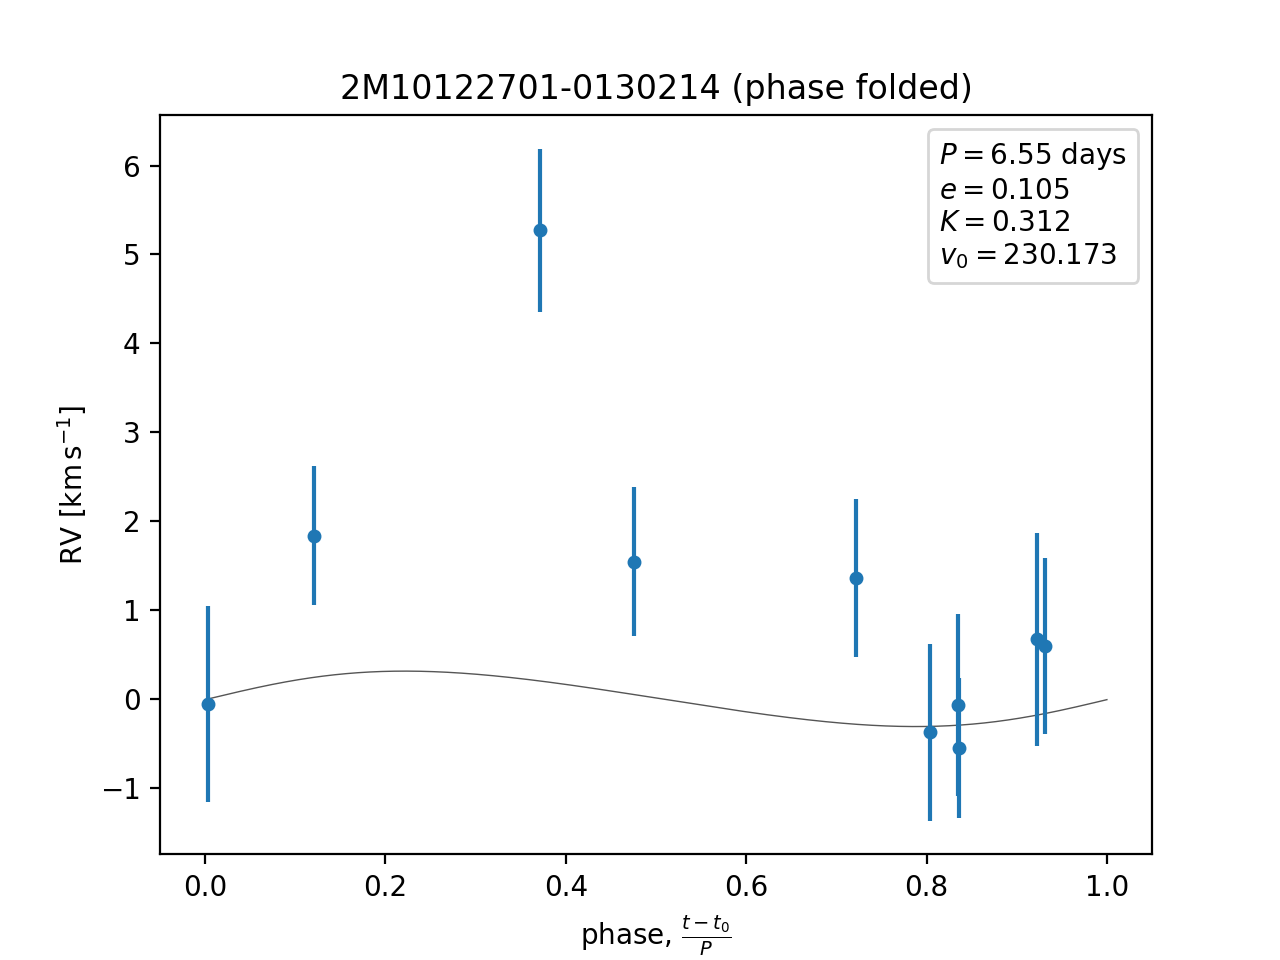 2M10122701-0130214 (phase folded)
P = 6.55 days
e = 0.105
K = 0.312
v₀ = 230.173
6
5
4
3
2
1
0
−1
RV [km s⁻¹]
0.0 0.2 0.4 0.6 0.8 1.0
phase, (t − t₀)/P